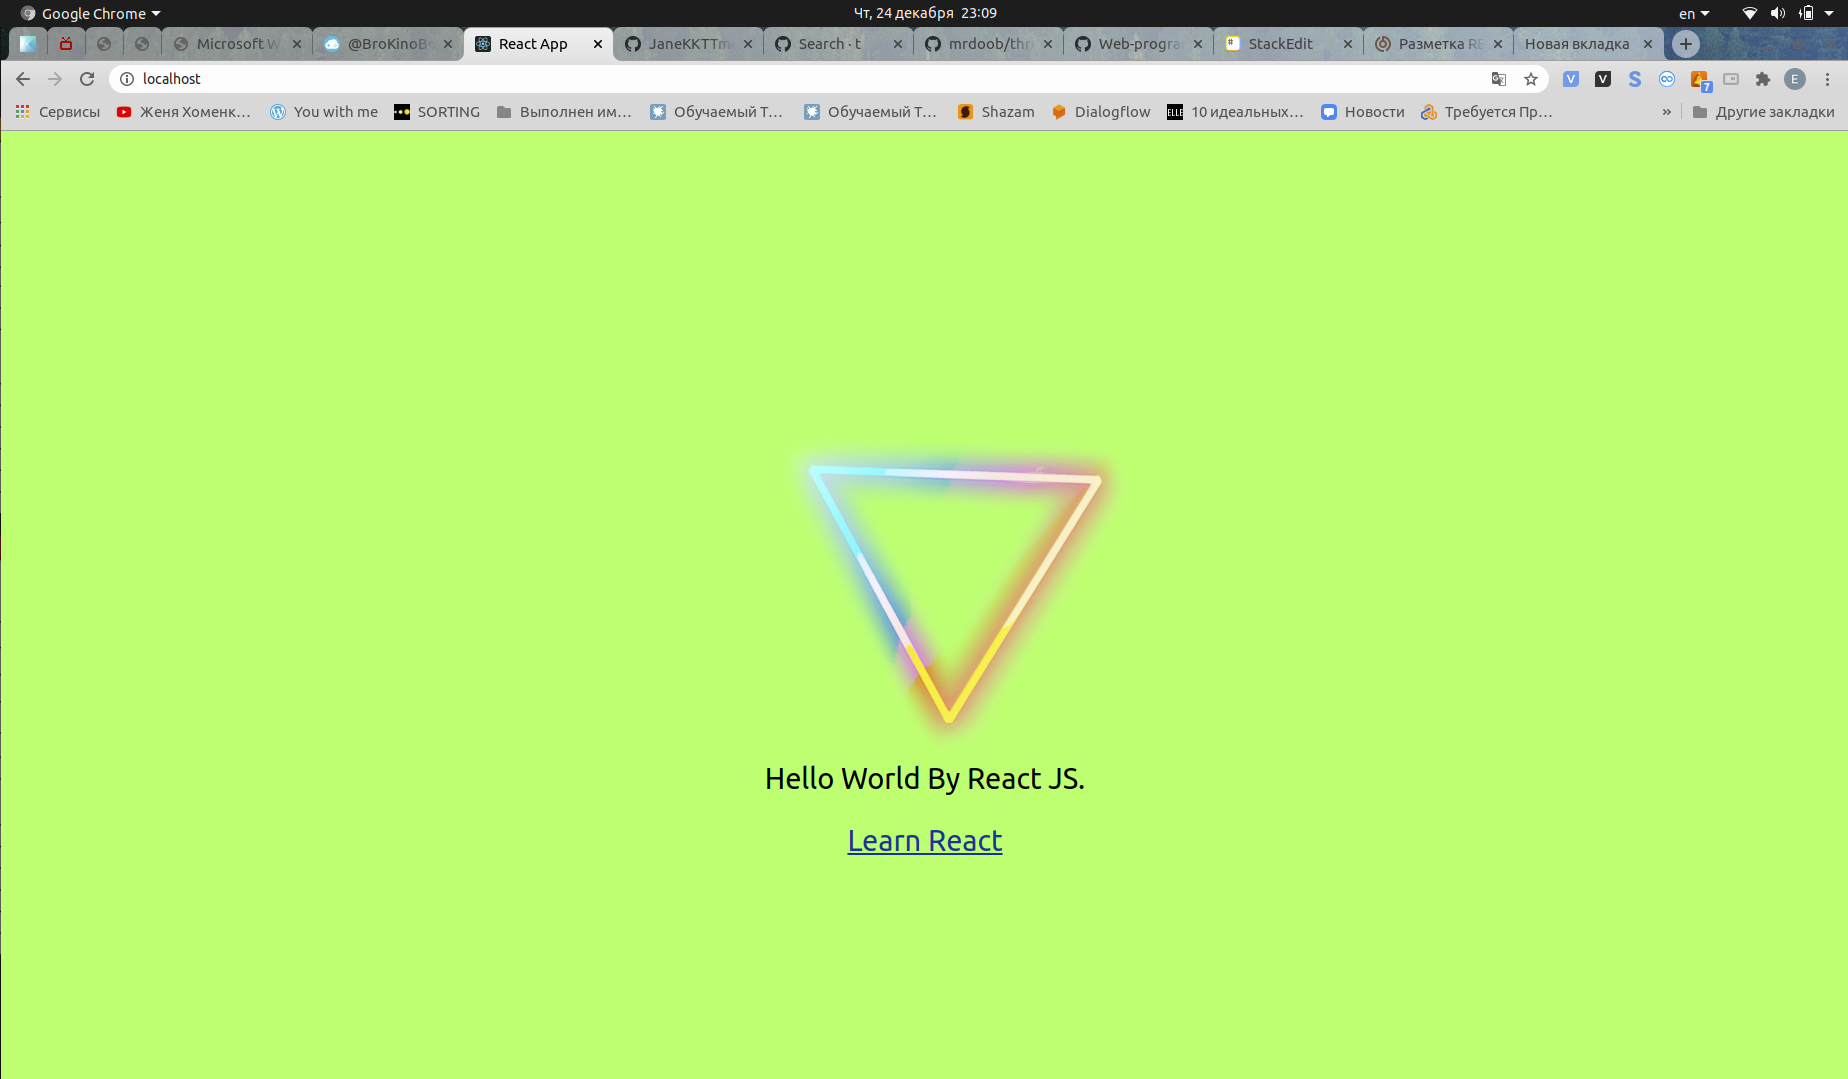 Google Chrome
Чт, 24 декабря 23:09
en
Microsoft W
@BroKinoB
React App
JaneKKTTm
Search · t
mrdoob/thr
Web-progra
StackEdit
Разметка RE
Новая вкладка
localhost
7
E
Сервисы
Женя Хоменк...
You with me
SORTING
Выполнен им...
Обучаемый Т...
Обучаемый Т...
Shazam
Dialogflow
ELLE
10 идеальных...
Новости
Требуется Пр...
»
Другие закладки
Hello World By React JS.
Learn React